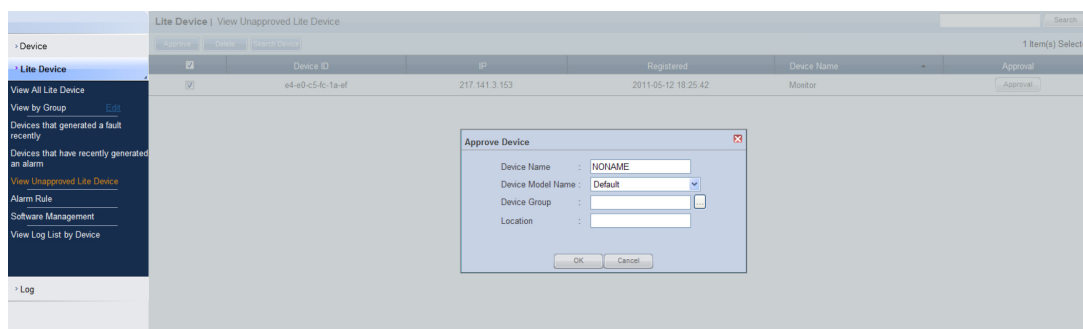 Lite Device | View Unapproved Lite Device
Search
Approve Delete Search Device
1 Item(s) Select
Device ID IP Registered Device Name Approval
e4-e0-c5-fc-1a-ef 217.141.3.153 2011-05-12 18:25:42 Monitor Approval
› Device
› Lite Device
View All Lite Device
View by Group Edit
Devices that generated a fault
recently
Devices that have recently generated
an alarm
View Unapproved Lite Device
Alarm Rule
Software Management
View Log List by Device
› Log
Approve Device
Device Name : NONAME
Device Model Name : Default
Device Group : ...
Location :
OK Cancel